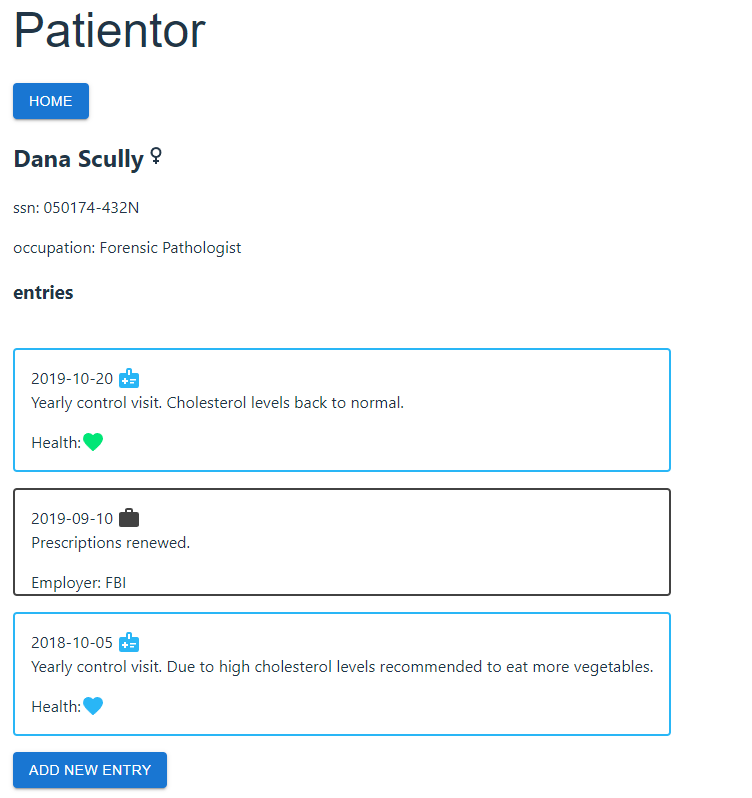 Patientor
HOME
Dana Scully
ssn: 050174-432N
occupation: Forensic Pathologist
entries
2019-10-20
Yearly control visit. Cholesterol levels back to normal.
Health:
2019-09-10
Prescriptions renewed.
Employer: FBI
2018-10-05
Yearly control visit. Due to high cholesterol levels recommended to eat more vegetables.
Health:
ADD NEW ENTRY